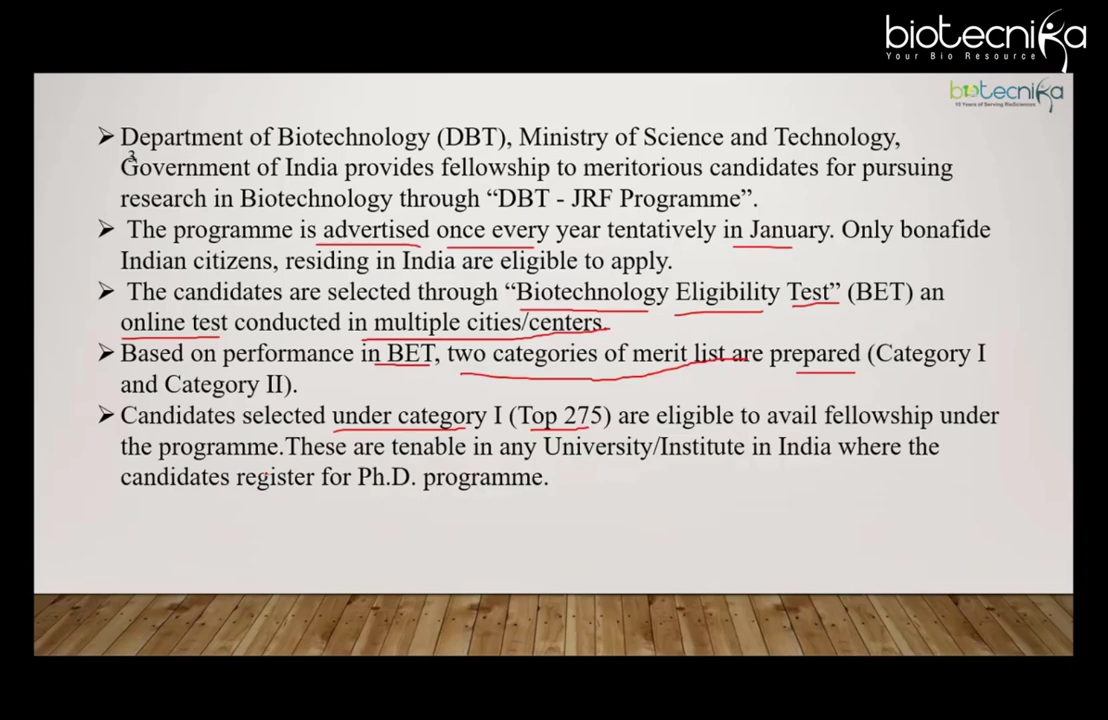 biotecnika
Your Bio Resource
biotecnika
10 Years of Serving BioSciences
➢ Department of Biotechnology (DBT), Ministry of Science and Technology,
Government of India provides fellowship to meritorious candidates for pursuing
research in Biotechnology through “DBT - JRF Programme”.
➢ The programme is advertised once every year tentatively in January. Only bonafide
Indian citizens, residing in India are eligible to apply.
➢ The candidates are selected through “Biotechnology Eligibility Test” (BET) an
online test conducted in multiple cities/centers.
➢ Based on performance in BET, two categories of merit list are prepared (Category I
and Category II).
➢ Candidates selected under category I (Top 275) are eligible to avail fellowship under
the programme.These are tenable in any University/Institute in India where the
candidates register for Ph.D. programme.